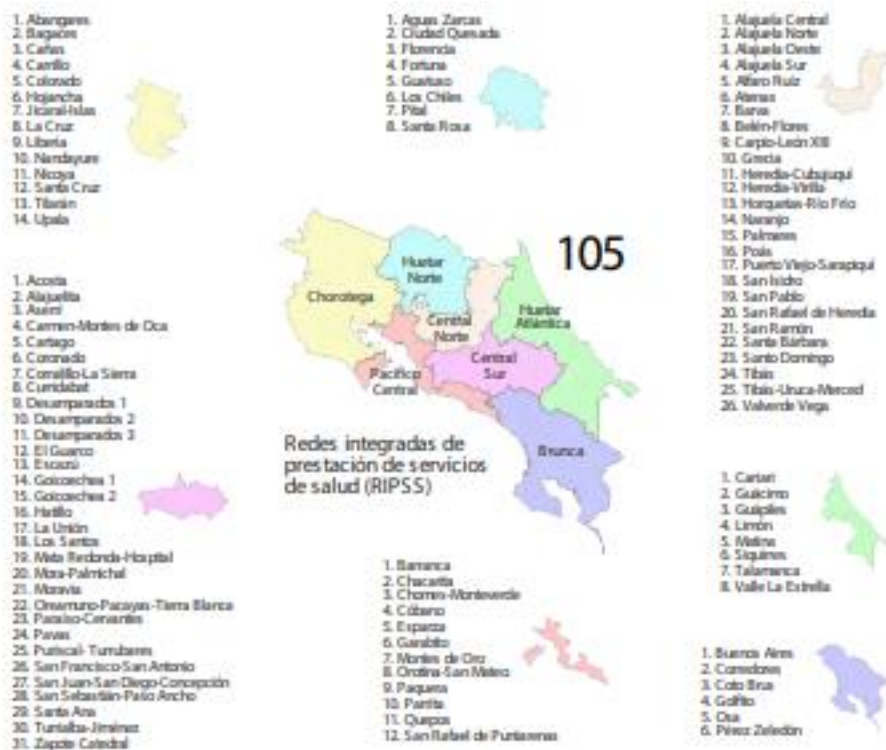 1. Abangares
2. Bagaces
3. Cañas
4. Carrillo
5. Colorado
6. Hojancha
7. Jicaral-Islas
8. La Cruz
9. Liberia
10. Nandayure
11. Nicoya
12. Santa Cruz
13. Tilarán
14. Upala
1. Aguas Zarcas
2. Ciudad Quesada
3. Florencia
4. Fortuna
5. Guatuso
6. Los Chiles
7. Pital
8. Santa Rosa
1. Alajuela Central
2. Alajuela Norte
3. Alajuela Oeste
4. Alajuela Sur
5. Alfaro Ruiz
6. Atenas
7. Barva
8. Belén-Flores
9. Carpio-León XIII
10. Grecia
11. Heredia-Cubujuquí
12. Heredia-Virilla
13. Horquetas-Río Frío
14. Naranjo
15. Palmares
16. Poás
17. Puerto Viejo-Sarapiquí
18. San Isidro
19. San Pablo
20. San Rafael de Heredia
21. San Ramón
22. Santa Bárbara
23. Santo Domingo
24. Tibás
25. Tibás-Uruca-Merced
26. Valverde Vega
105
Huetar
Norte
Chorotega
Central
Norte
Huetar
Atlántica
Central
Sur
Pacífico
Central
Brunca
Redes integradas de
prestación de servicios
de salud (RIPSS)
1. Acosta
2. Alajuelita
3. Aserrí
4. Carmen-Montes de Oca
5. Cartago
6. Coronado
7. Corralillo-La Sierra
8. Curridabat
9. Desamparados 1
10. Desamparados 2
11. Desamparados 3
12. El Guarco
13. Escazú
14. Goicoechea 1
15. Goicoechea 2
16. Hatillo
17. La Unión
18. Los Santos
19. Mata Redonda-Hospital
20. Mora-Palmichal
21. Moravia
22. Oreamuno-Pacayas-Tierra Blanca
23. Paraíso-Cervantes
24. Pavas
25. Puriscal-Turrubares
26. San Francisco-San Antonio
27. San Juan-San Diego-Concepción
28. San Sebastián-Paso Ancho
29. Santa Ana
30. Turrialba-Jiménez
31. Zapote Catedral
1. Barranca
2. Chacarita
3. Chomes-Monteverde
4. Cóbano
5. Esparza
6. Garabito
7. Montes de Oro
8. Orotina-San Mateo
9. Paquera
10. Parrita
11. Quepos
12. San Rafael de Puntarenas
1. Cariari
2. Guácimo
3. Guápiles
4. Limón
5. Matina
6. Siquirres
7. Talamanca
8. Valle La Estrella
1. Buenos Aires
2. Corredores
3. Coto Brus
4. Golfito
5. Osa
6. Pérez Zeledón